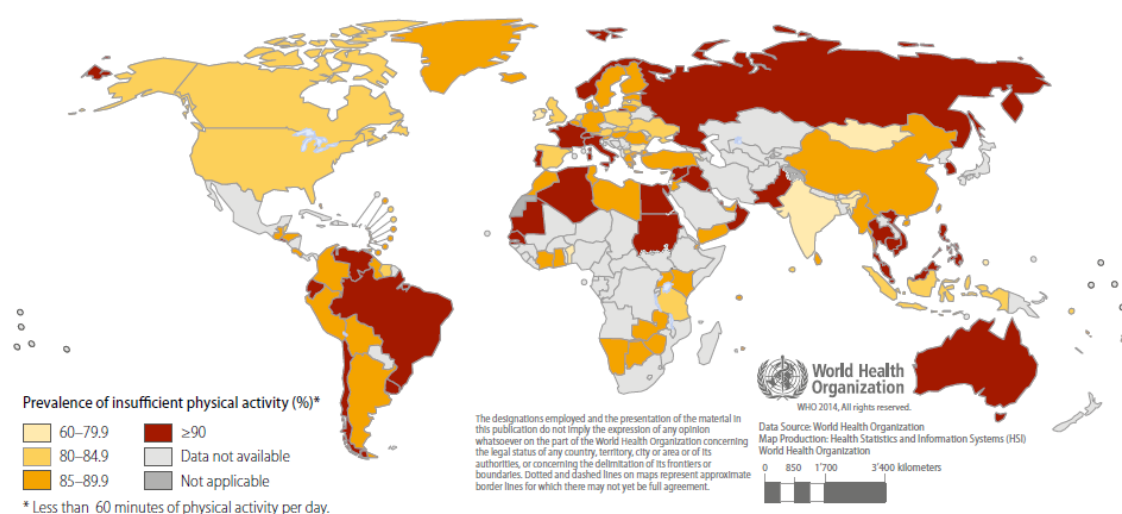 Prevalence of insufficient physical activity (%)*
60–79.9
80–84.9
85–89.9
≥90
Data not available
Not applicable
* Less than 60 minutes of physical activity per day.
The designations employed and the presentation of the material in
this publication do not imply the expression of any opinion
whatsoever on the part of the World Health Organization concerning
the legal status of any country, territory, city or area or of its
authorities, or concerning the delimitation of its frontiers or
boundaries. Dotted and dashed lines on maps represent approximate
border lines for which there may not yet be full agreement.
World Health
Organization
WHO 2014, All rights reserved.
Data Source: World Health Organization
Map Production: Health Statistics and Information Systems (HSI)
World Health Organization
0 850 1'700 3'400 kilometers